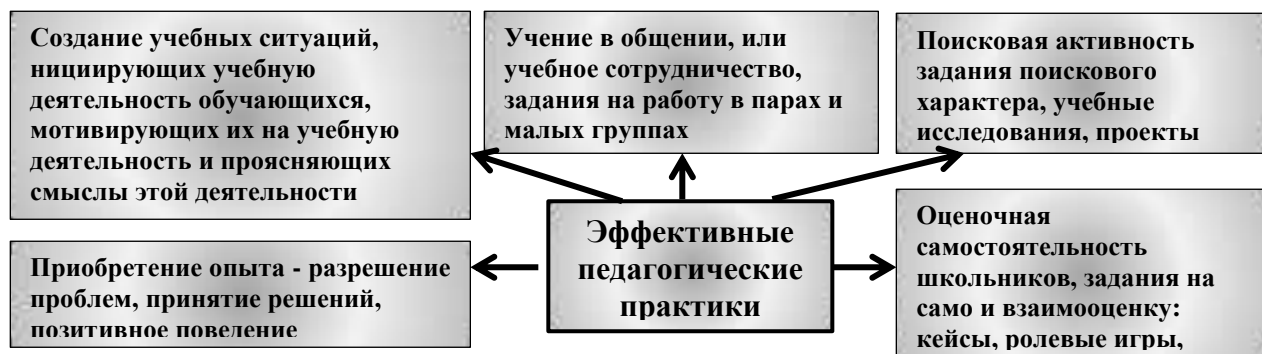 Создание учебных ситуаций,
нициирующих учебную
деятельность обучающихся,
мотивирующих их на учебную
деятельность и проясняющих
смыслы этой деятельности
Учение в общении, или
учебное сотрудничество,
задания на работу в парах и
малых группах
Поисковая активность
задания поискового
характера, учебные
исследования, проекты
Эффективные
педагогические
практики
Приобретение опыта - разрешение
проблем, принятие решений,
позитивное поведение
Оценочная
самостоятельность
школьников, задания на
само и взаимооценку:
кейсы, ролевые игры,